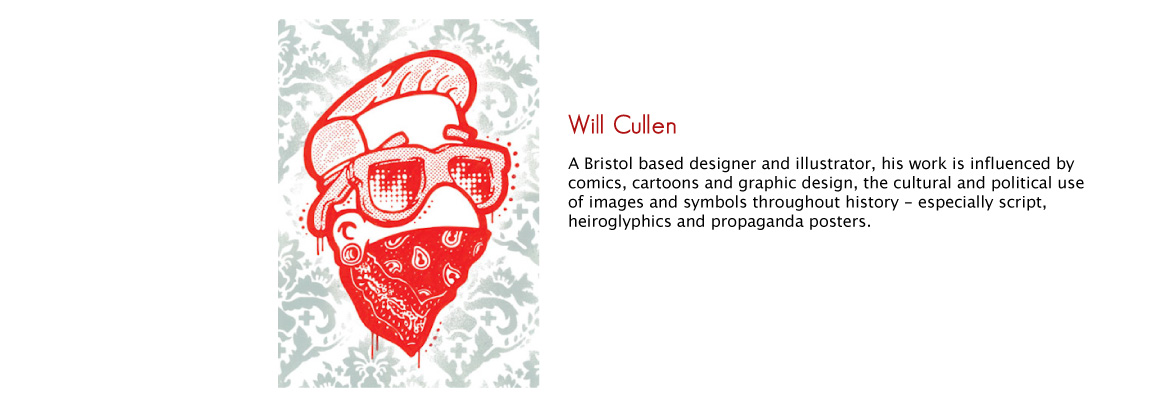 Will Cullen
A Bristol based designer and illustrator, his work is influenced by
comics, cartoons and graphic design, the cultural and political use
of images and symbols throughout history – especially script,
heiroglyphics and propaganda posters.